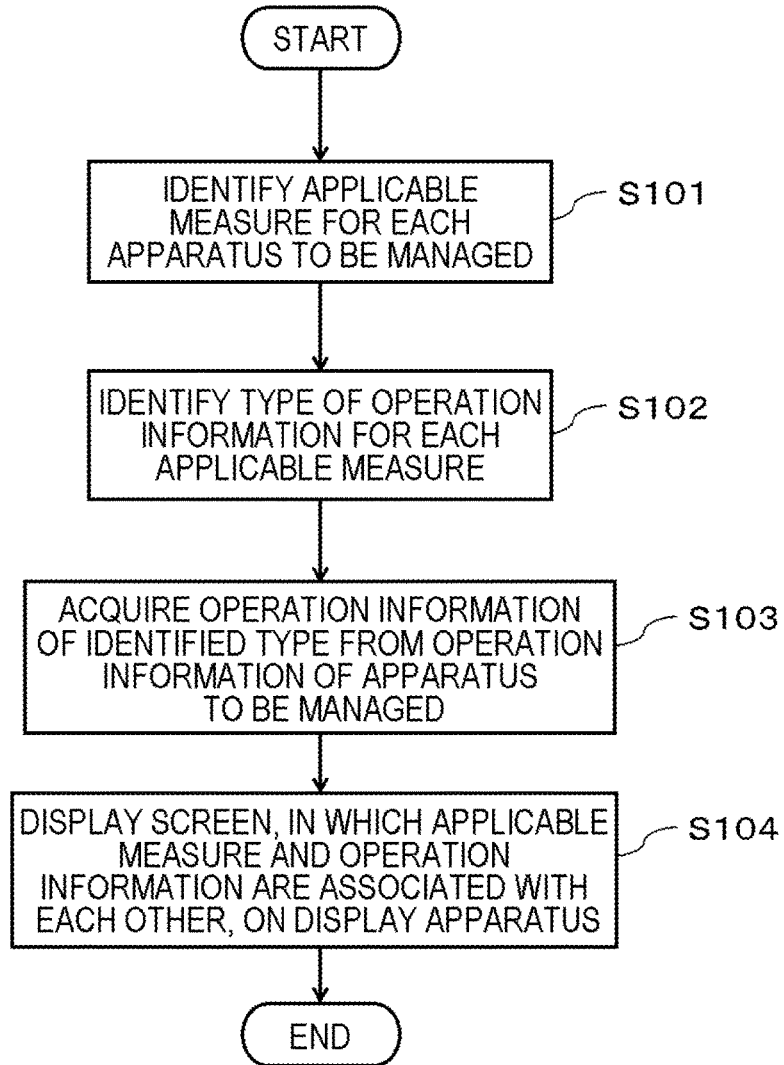 START
IDENTIFY APPLICABLE
MEASURE FOR EACH
APPARATUS TO BE MANAGED
S101
IDENTIFY TYPE OF OPERATION
INFORMATION FOR EACH
APPLICABLE MEASURE
S102
ACQUIRE OPERATION INFORMATION
OF IDENTIFIED TYPE FROM OPERATION
INFORMATION OF APPARATUS
TO BE MANAGED
S103
DISPLAY SCREEN, IN WHICH APPLICABLE
MEASURE AND OPERATION
INFORMATION ARE ASSOCIATED WITH
EACH OTHER, ON DISPLAY APPARATUS
S104
END